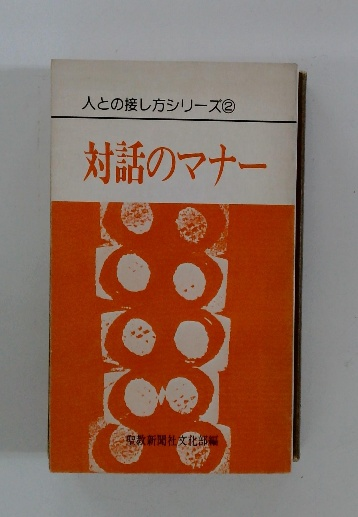 人との接し方シリーズ②
対話のマナー
聖教新聞社文化部編